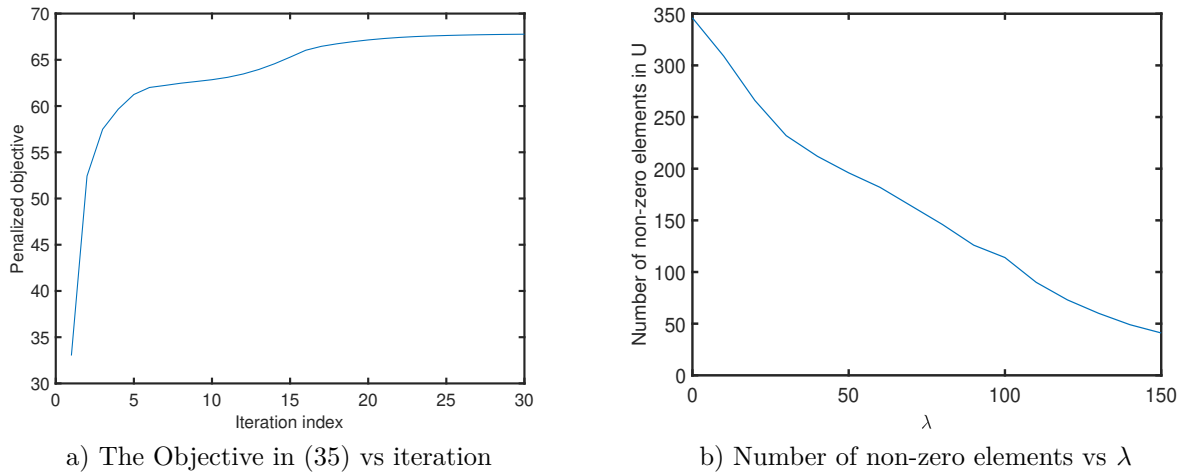 70
65
60
55
50
45
40
35
30
Penalized objective
0 5 10 15 20 25 30
Iteration index
a) The Objective in (35) vs iteration
350
300
250
200
150
100
50
0
Number of non-zero elements in U
0 50 100 150
λ
b) Number of non-zero elements vs λ